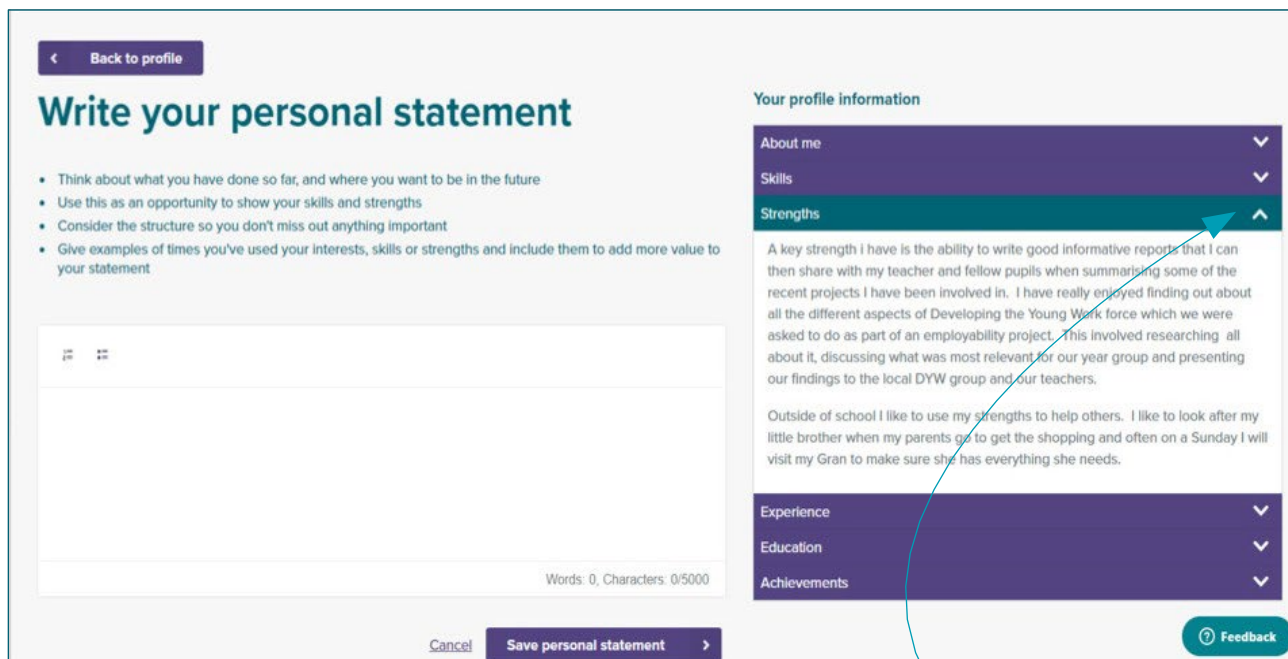 Back to profile
Write your personal statement
• Think about what you have done so far, and where you want to be in the future
• Use this as an opportunity to show your skills and strengths
• Consider the structure so you don't miss out anything important
• Give examples of times you've used your interests, skills or strengths and include them to add more value to
your statement
Words: 0, Characters: 0/5000
Cancel
Save personal statement
Your profile information
About me
Skills
Strengths
A key strength i have is the ability to write good informative reports that I can
then share with my teacher and fellow pupils when summarising some of the
recent projects I have been involved in. I have really enjoyed finding out about
all the different aspects of Developing the Young Work force which we were
asked to do as part of an employability project. This involved researching all
about it, discussing what was most relevant for our year group and presenting
our findings to the local DYW group and our teachers.
Outside of school I like to use my strengths to help others. I like to look after my
little brother when my parents go to get the shopping and often on a Sunday I will
visit my Gran to make sure she has everything she needs.
Experience
Education
Achievements
Feedback